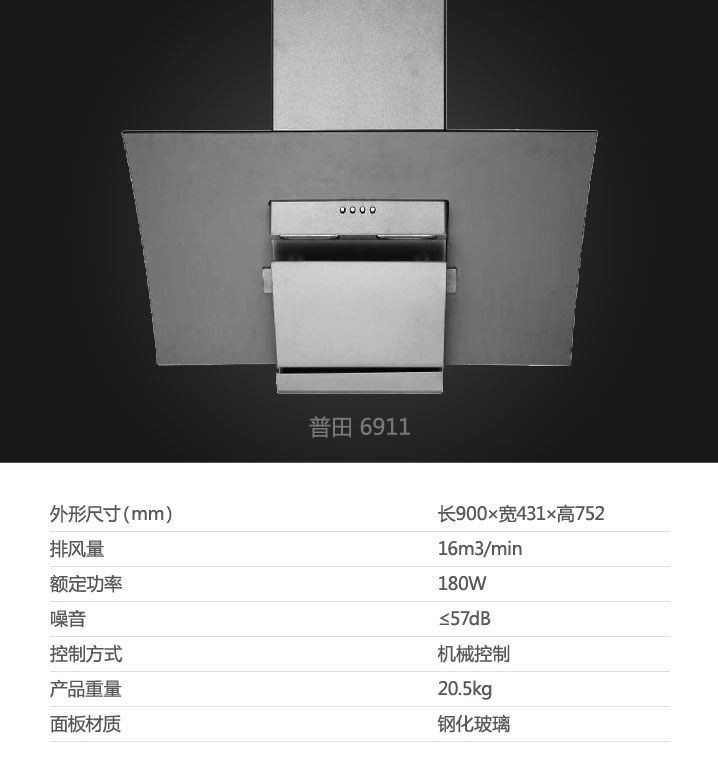 普田 6911
外形尺寸(mm) 长900×宽431×高752
排风量 16m3/min
额定功率 180W
噪音 ≤57dB
控制方式 机械控制
产品重量 20.5kg
面板材质 钢化玻璃